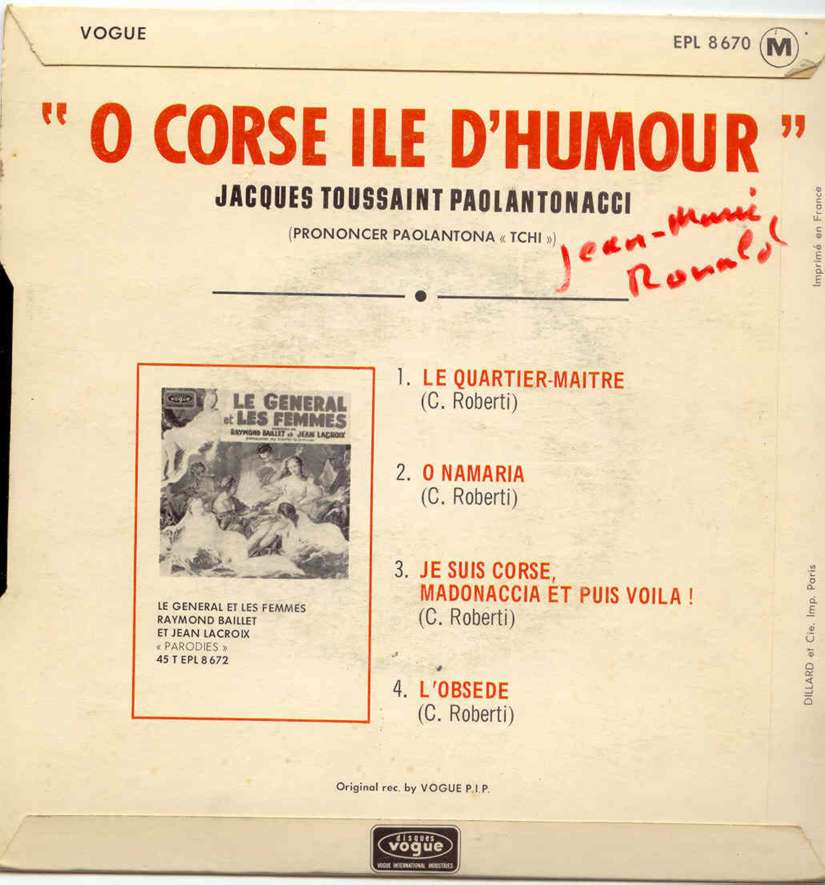 VOGUE
EPL 8670 M
" O CORSE ILE D'HUMOUR "
JACQUES TOUSSAINT PAOLANTONACCI
(PRONONCER PAOLANTONA « TCHI »)
Jean-Marie
Ronald
Imprimé en France
1. LE QUARTIER-MAITRE
(C. Roberti)
2. O NAMARIA
(C. Roberti)
3. JE SUIS CORSE,
MADONACCIA ET PUIS VOILA !
(C. Roberti)
4. L'OBSEDE
(C. Roberti)
vogue
LE GENERAL
et LES FEMMES
RAYMOND BAILLET et JEAN LACROIX
LE GENERAL ET LES FEMMES
RAYMOND BAILLET
ET JEAN LACROIX
« PARODIES »
45 T EPL 8672
DILLARD et Cie. Imp. Paris
Original rec. by VOGUE P.I.P.
disques
vogue
VOGUE INTERNATIONAL INDUSTRIES